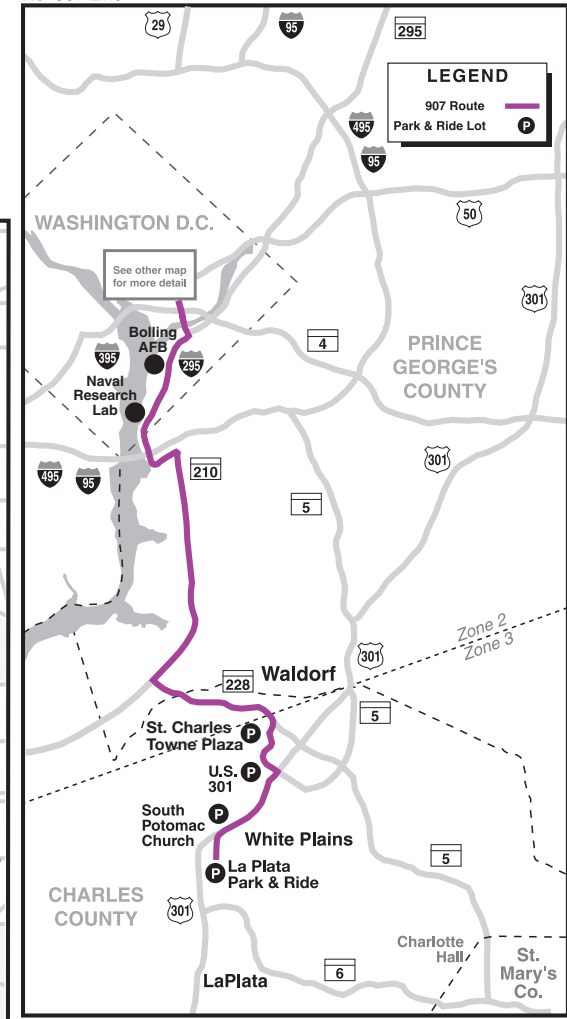 29
95
295
LEGEND
907 Route
Park & Ride Lot
P
495
95
WASHINGTON D.C.
50
See other map
for more detail
301
Bolling
AFB
4
PRINCE
GEORGE'S
COUNTY
395
295
Naval
Research
Lab
301
495
95
210
5
Zone 2
Zone 3
301
Waldorf
228
5
St. Charles
Towne Plaza
P
U.S.
301
P
South
Potomac
Church
P
White Plains
5
La Plata
Park & Ride
P
CHARLES
COUNTY
301
Charlotte
Hall
St.
Mary's
Co.
6
LaPlata